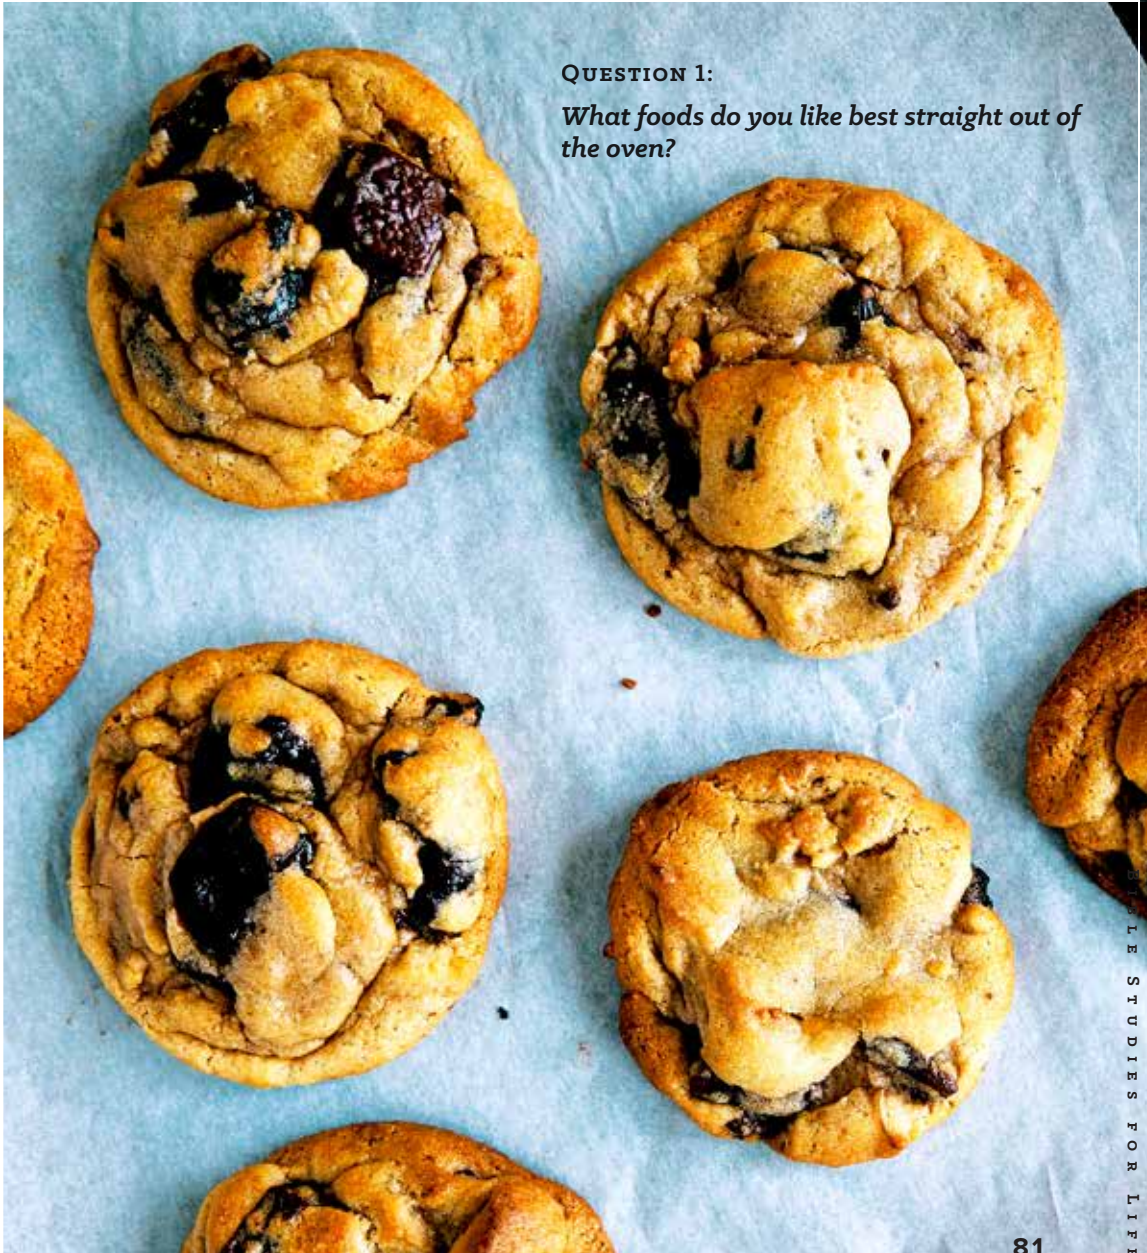 Question 1:
What foods do you like best straight out of
the oven?
81
Studies for